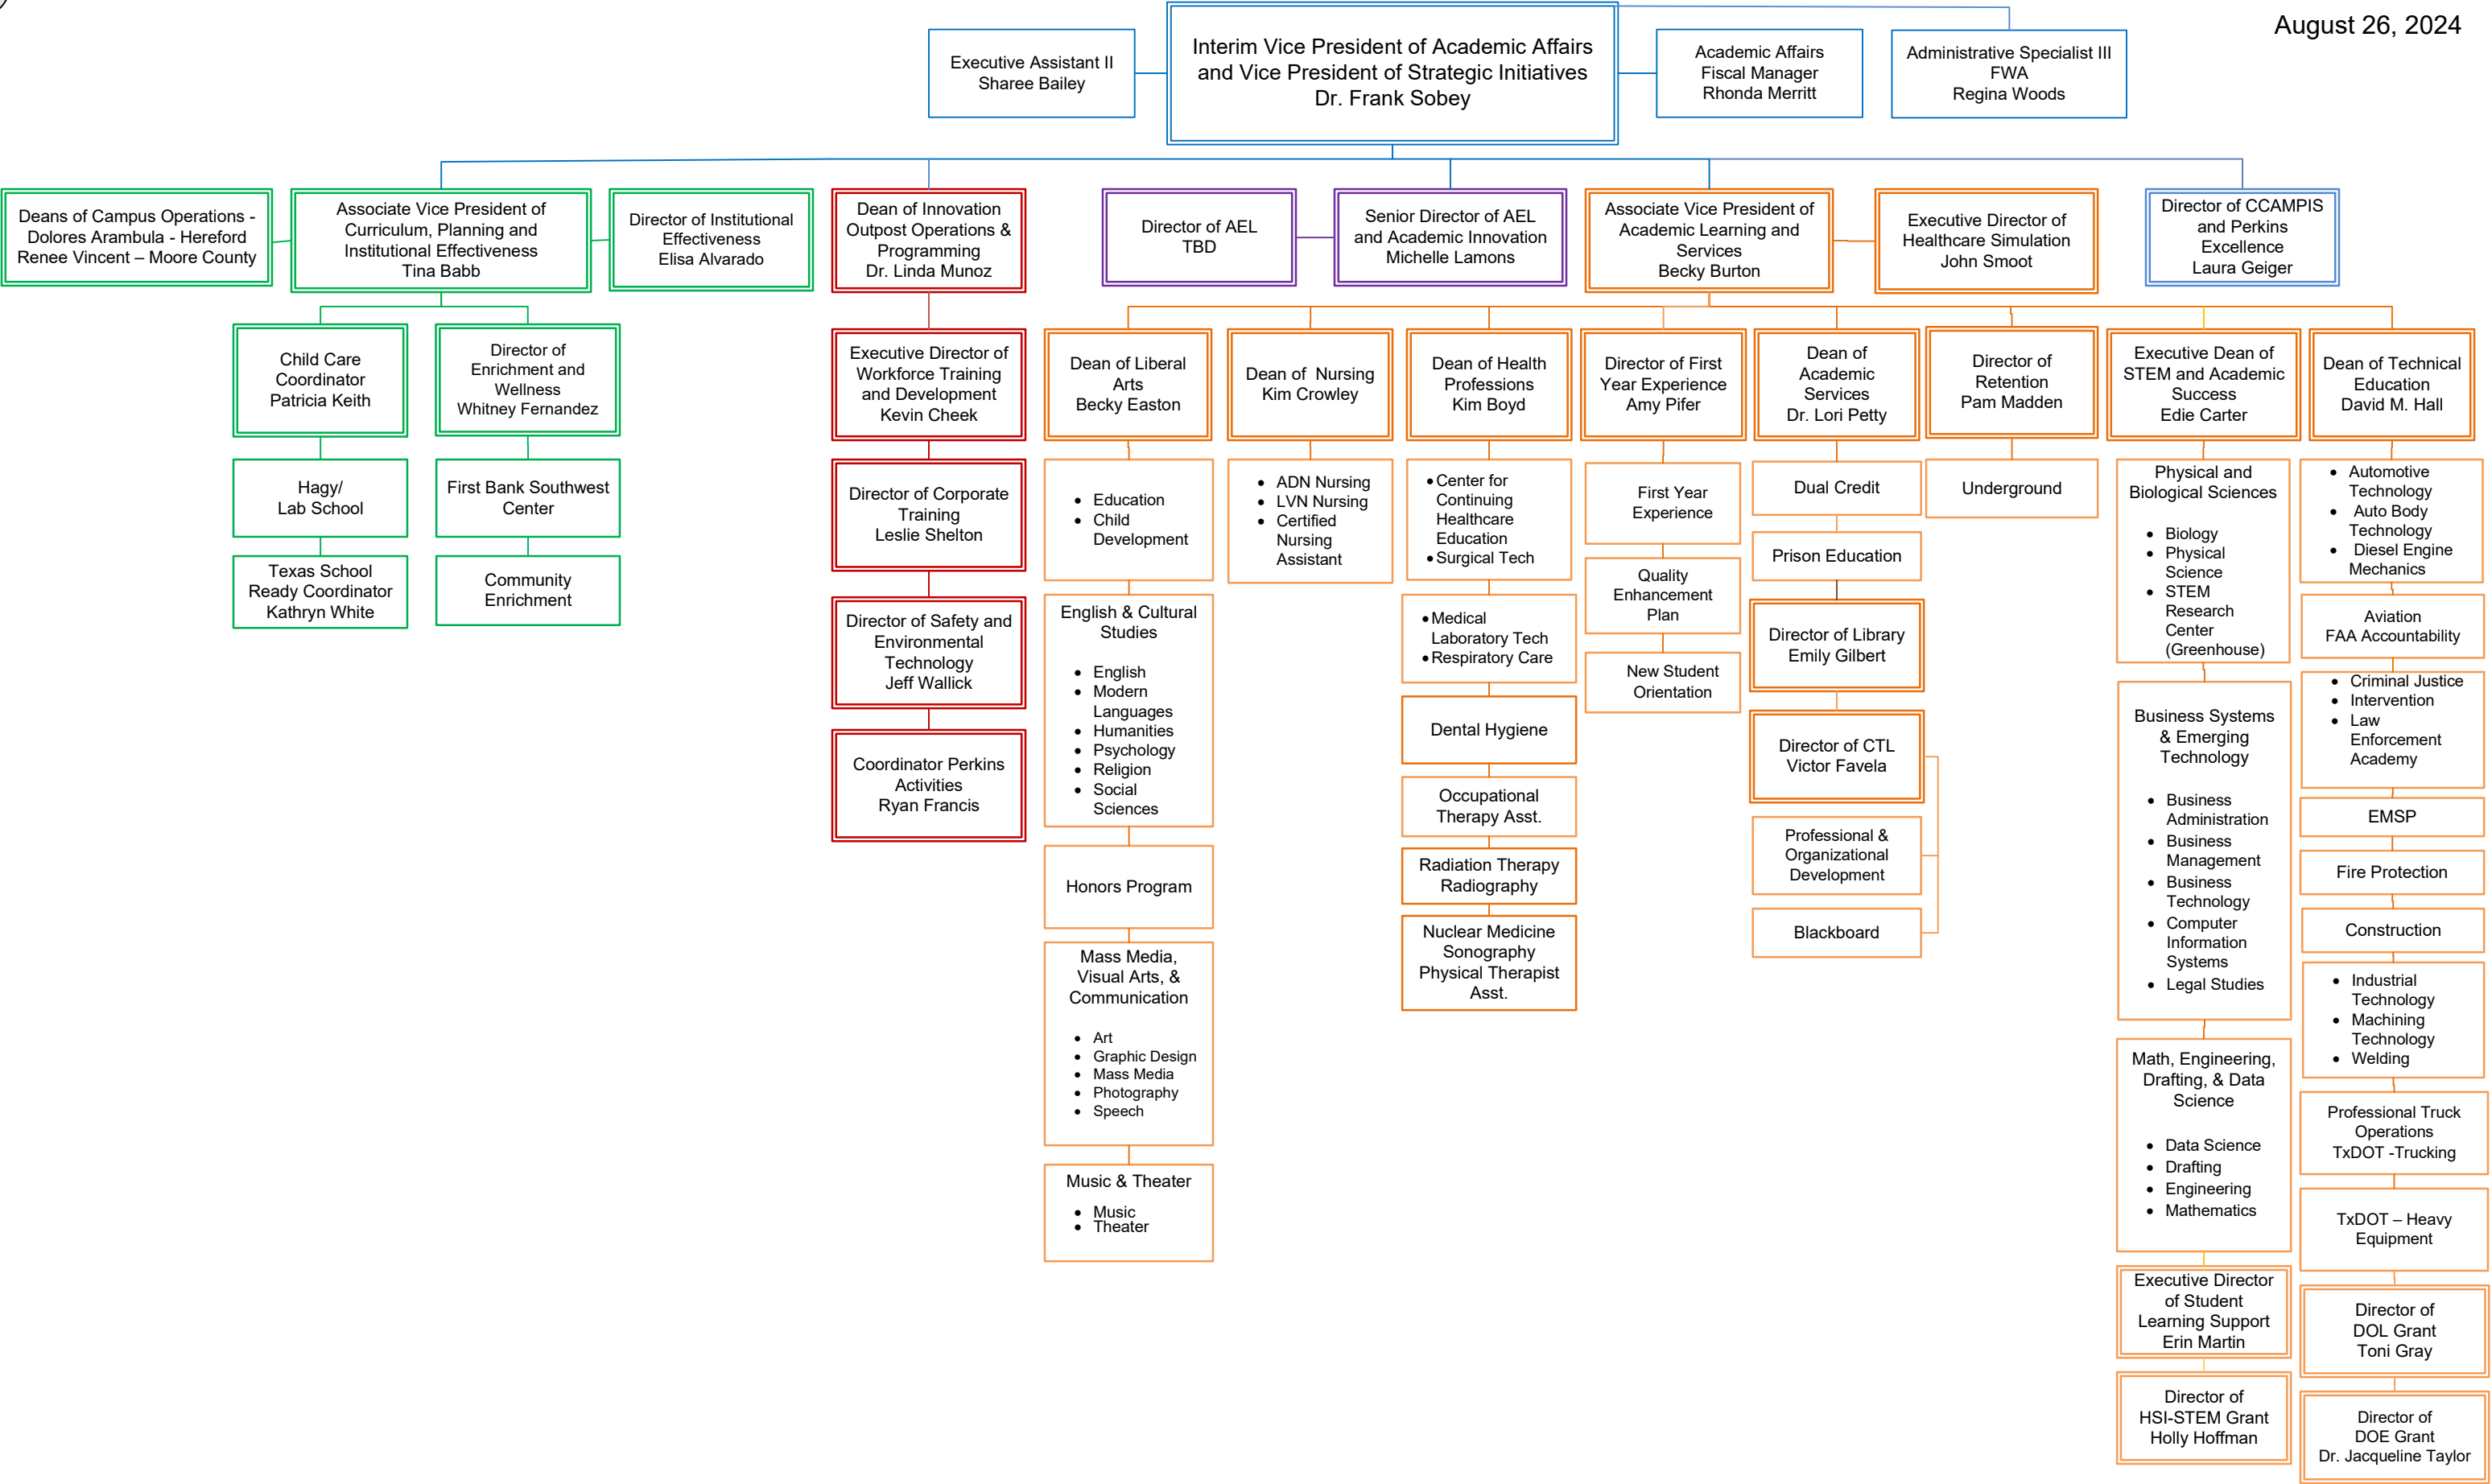 August 26, 2024
Interim Vice President of Academic Affairs
and Vice President of Strategic Initiatives
Dr. Frank Sobey
Executive Assistant II
Sharee Bailey
Academic Affairs
Fiscal Manager
Rhonda Merritt
Administrative Specialist III
FWA
Regina Woods
Deans of Campus Operations -
Dolores Arambula - Hereford
Renee Vincent – Moore County
Associate Vice President of
Curriculum, Planning and
Institutional Effectiveness
Tina Babb
Director of Institutional
Effectiveness
Elisa Alvarado
Dean of Innovation
Outpost Operations &
Programming
Dr. Linda Munoz
Director of AEL
TBD
Senior Director of AEL
and Academic Innovation
Michelle Lamons
Associate Vice President of
Academic Learning and
Services
Becky Burton
Executive Director of
Healthcare Simulation
John Smoot
Director of CCAMPIS
and Perkins
Excellence
Laura Geiger
Child Care
Coordinator
Patricia Keith
Hagy/
Lab School
Texas School
Ready Coordinator
Kathryn White
Director of
Enrichment and
Wellness
Whitney Fernandez
First Bank Southwest
Center
Community
Enrichment
Executive Director of
Workforce Training
and Development
Kevin Cheek
Director of Corporate
Training
Leslie Shelton
Director of Safety and
Environmental
Technology
Jeff Wallick
Coordinator Perkins
Activities
Ryan Francis
Dean of Liberal
Arts
Becky Easton
• Education
• Child
Development
English & Cultural
Studies
• English
• Modern
Languages
• Humanities
• Psychology
• Religion
• Social
Sciences
Honors Program
Mass Media,
Visual Arts, &
Communication
• Art
• Graphic Design
• Mass Media
• Photography
• Speech
Music & Theater
• Music
• Theater
Dean of Nursing
Kim Crowley
• ADN Nursing
• LVN Nursing
• Certified
Nursing
Assistant
Dean of Health
Professions
Kim Boyd
• Center for
Continuing
Healthcare
Education
• Surgical Tech
• Medical
Laboratory Tech
• Respiratory Care
Dental Hygiene
Occupational
Therapy Asst.
Radiation Therapy
Radiography
Nuclear Medicine
Sonography
Physical Therapist
Asst.
Director of First
Year Experience
Amy Pifer
First Year
Experience
Quality
Enhancement
Plan
New Student
Orientation
Dean of
Academic
Services
Dr. Lori Petty
Dual Credit
Prison Education
Director of Library
Emily Gilbert
Director of CTL
Victor Favela
Professional &
Organizational
Development
Blackboard
Director of
Retention
Pam Madden
Underground
Executive Dean of
STEM and Academic
Success
Edie Carter
Physical and
Biological Sciences
• Biology
• Physical
Science
• STEM
Research
Center
(Greenhouse)
Business Systems
& Emerging
Technology
• Business
Administration
• Business
Management
• Business
Technology
• Computer
Information
Systems
• Legal Studies
Math, Engineering,
Drafting, & Data
Science
• Data Science
• Drafting
• Engineering
• Mathematics
Executive Director
of Student
Learning Support
Erin Martin
Director of
HSI-STEM Grant
Holly Hoffman
Dean of Technical
Education
David M. Hall
• Automotive
Technology
• Auto Body
Technology
• Diesel Engine
Mechanics
Aviation
FAA Accountability
• Criminal Justice
• Intervention
• Law
Enforcement
Academy
EMSP
Fire Protection
Construction
• Industrial
Technology
• Machining
Technology
• Welding
Professional Truck
Operations
TxDOT -Trucking
TxDOT – Heavy
Equipment
Director of
DOL Grant
Toni Gray
Director of
DOE Grant
Dr. Jacqueline Taylor